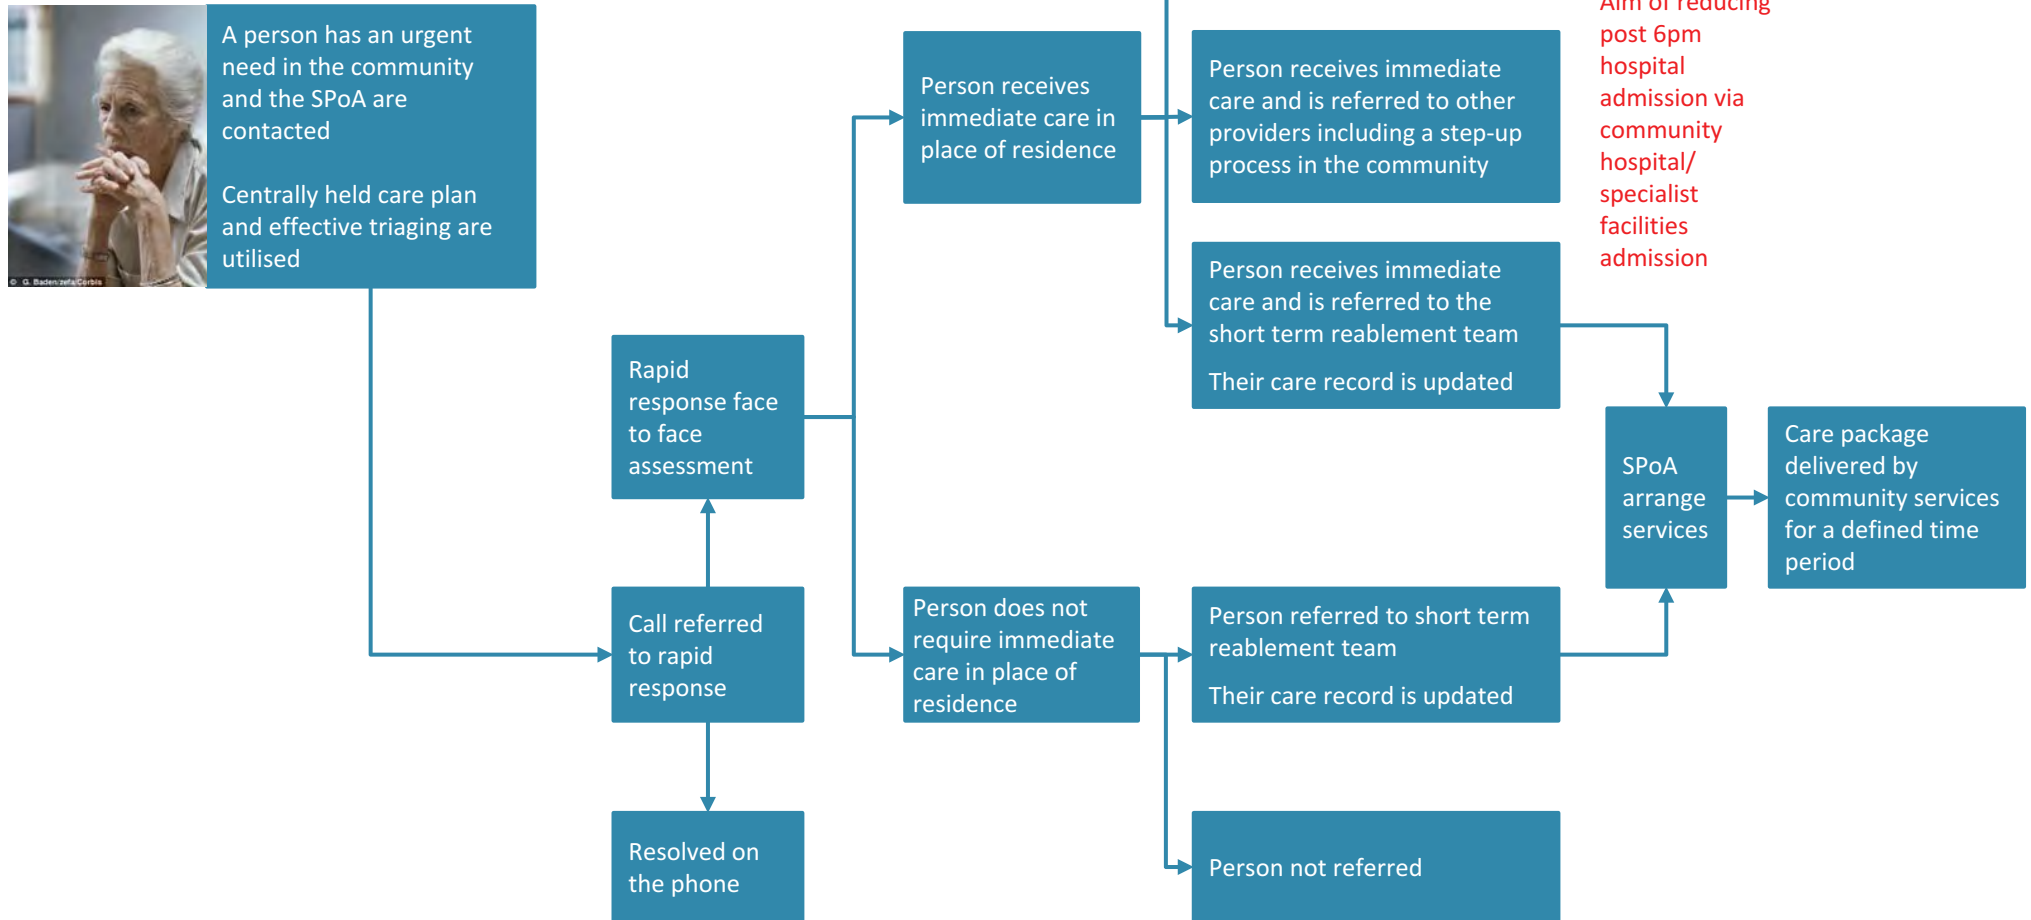 A person has an urgent
need in the community
and the SPoA are
contacted
Centrally held care plan
and effective triaging are
utilised
© G. Baden/zefa/Corbis
Rapid
response face
to face
assessment
Call referred
to rapid
response
Resolved on
the phone
Person receives
immediate care in
place of residence
Person does not
require immediate
care in place of
residence
Person receives immediate
care and is referred to other
providers including a step-up
process in the community
Person receives immediate
care and is referred to the
short term reablement team
Their care record is updated
Person referred to short term
reablement team
Their care record is updated
Person not referred
Aim of reducing
post 6pm
hospital
admission via
community
hospital/
specialist
facilities
admission
SPoA
arrange
services
Care package
delivered by
community services
for a defined time
period